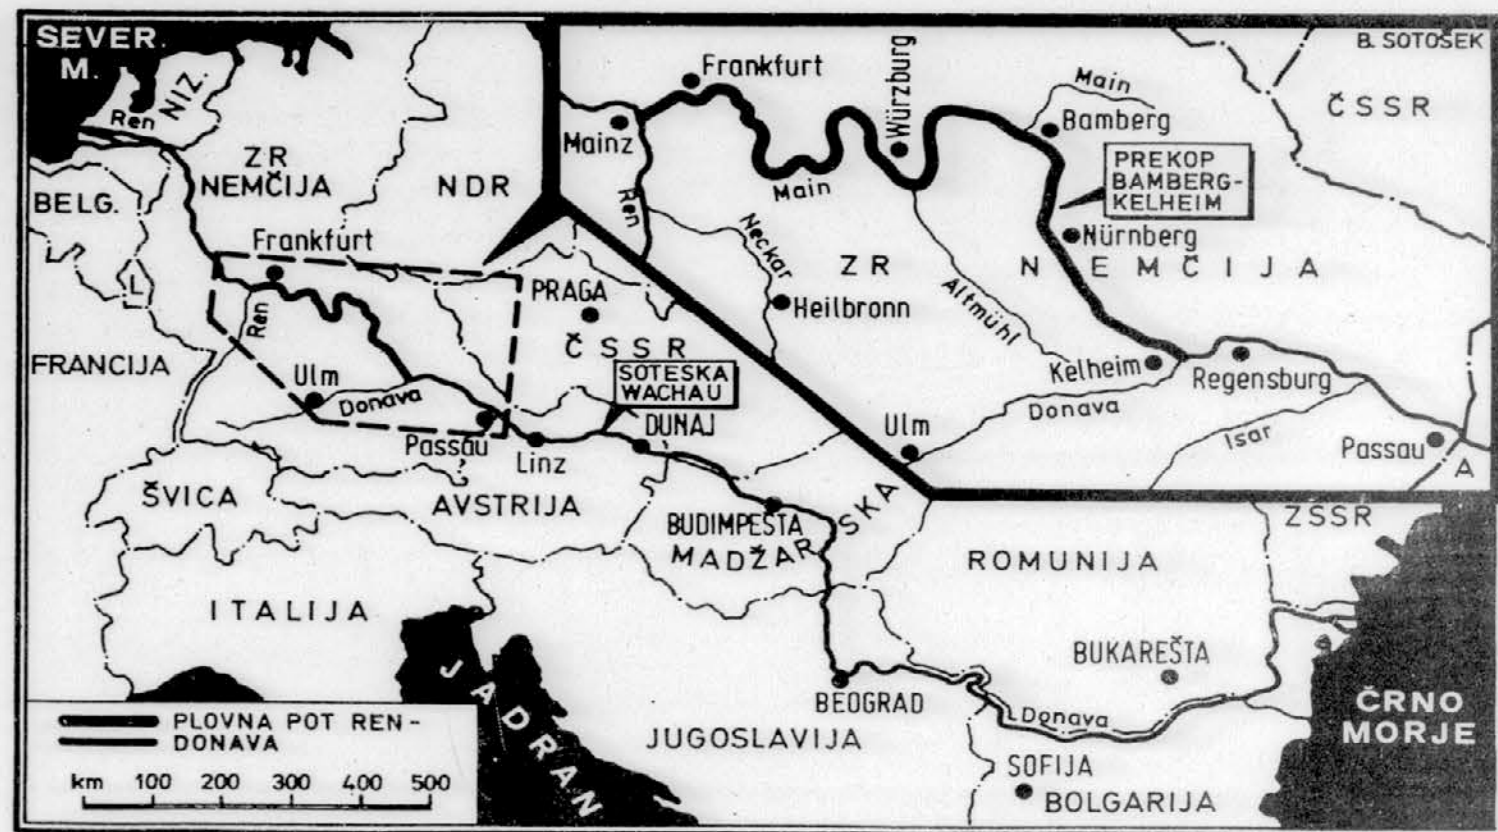 SEVER.
M.
NIZ.
Ren
ZR
NEMČIJA
NDR
BELG.
Frankfurt
L
Ren
PRAGA
ČSSR
FRANCIJA
Ulm
Donava
SOTESKA
WACHAU
Passau
Linz
DUNAJ
ŠVICA
AVSTRIJA
BUDIMPEŠTA
MADŽARSKA
ITALIJA
JADRAN
ROMUNIJA
ZSSR
BUKAREŠTA
BEOGRAD
Donava
JUGOSLAVIJA
SOFIJA
BOLGARIJA
ČRNO
MORJE
PLOVNA POT REN-
DONAVA
km 100 200 300 400 500
B. SOTOŠEK
Frankfurt
Würzburg
Main
Bamberg
ČSSR
Mainz
Ren
Main
PREKOP
BAMBERG-
KELHEIM
Neckar
Nürnberg
ZR NEMČIJA
Heilbronn
Altmühl
Kelheim
Regensburg
Donava
Ulm
Isar
Passau
A